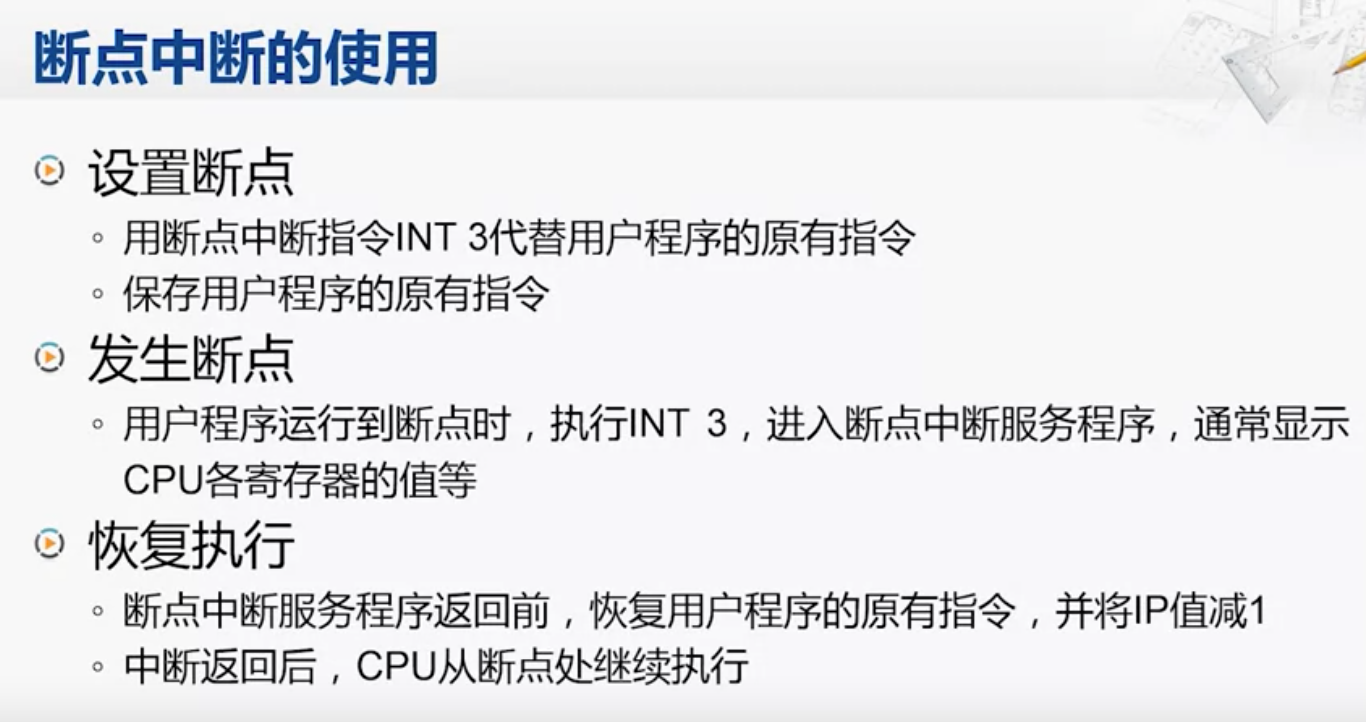 断点中断的使用
设置断点
用断点中断指令INT 3代替用户程序的原有指令
保存用户程序的原有指令
发生断点
用户程序运行到断点时，执行INT 3，进入断点中断服务程序，通常显示
CPU各寄存器的值等
恢复执行
断点中断服务程序返回前，恢复用户程序的原有指令，并将IP值减1
中断返回后，CPU从断点处继续执行